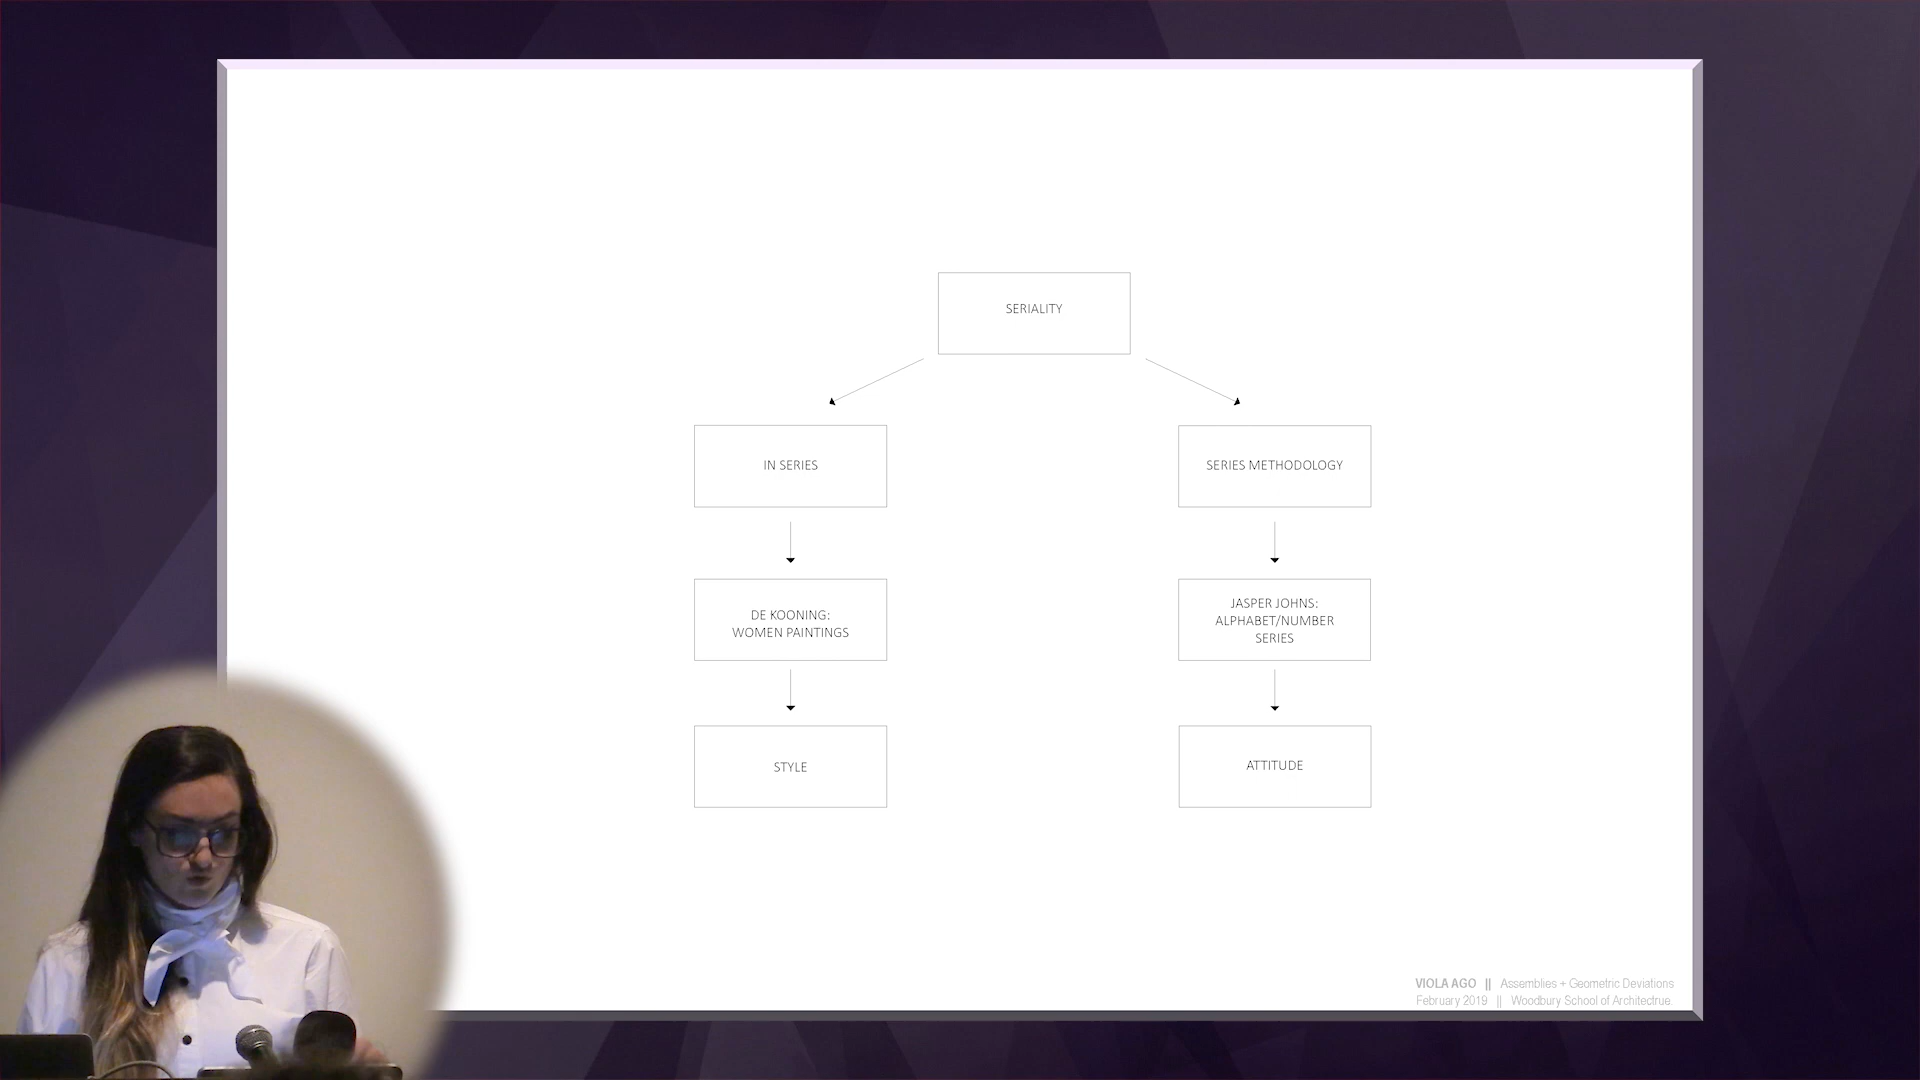 SERIALITY
IN SERIES
SERIES METHODOLOGY
DE KOONING:
WOMEN PAINTINGS
JASPER JOHNS:
ALPHABET/NUMBER
SERIES
STYLE
ATTITUDE
VIOLA AGO || Assemblies + Geometric Deviations
February 2019 || Woodbury School of Architectrue.